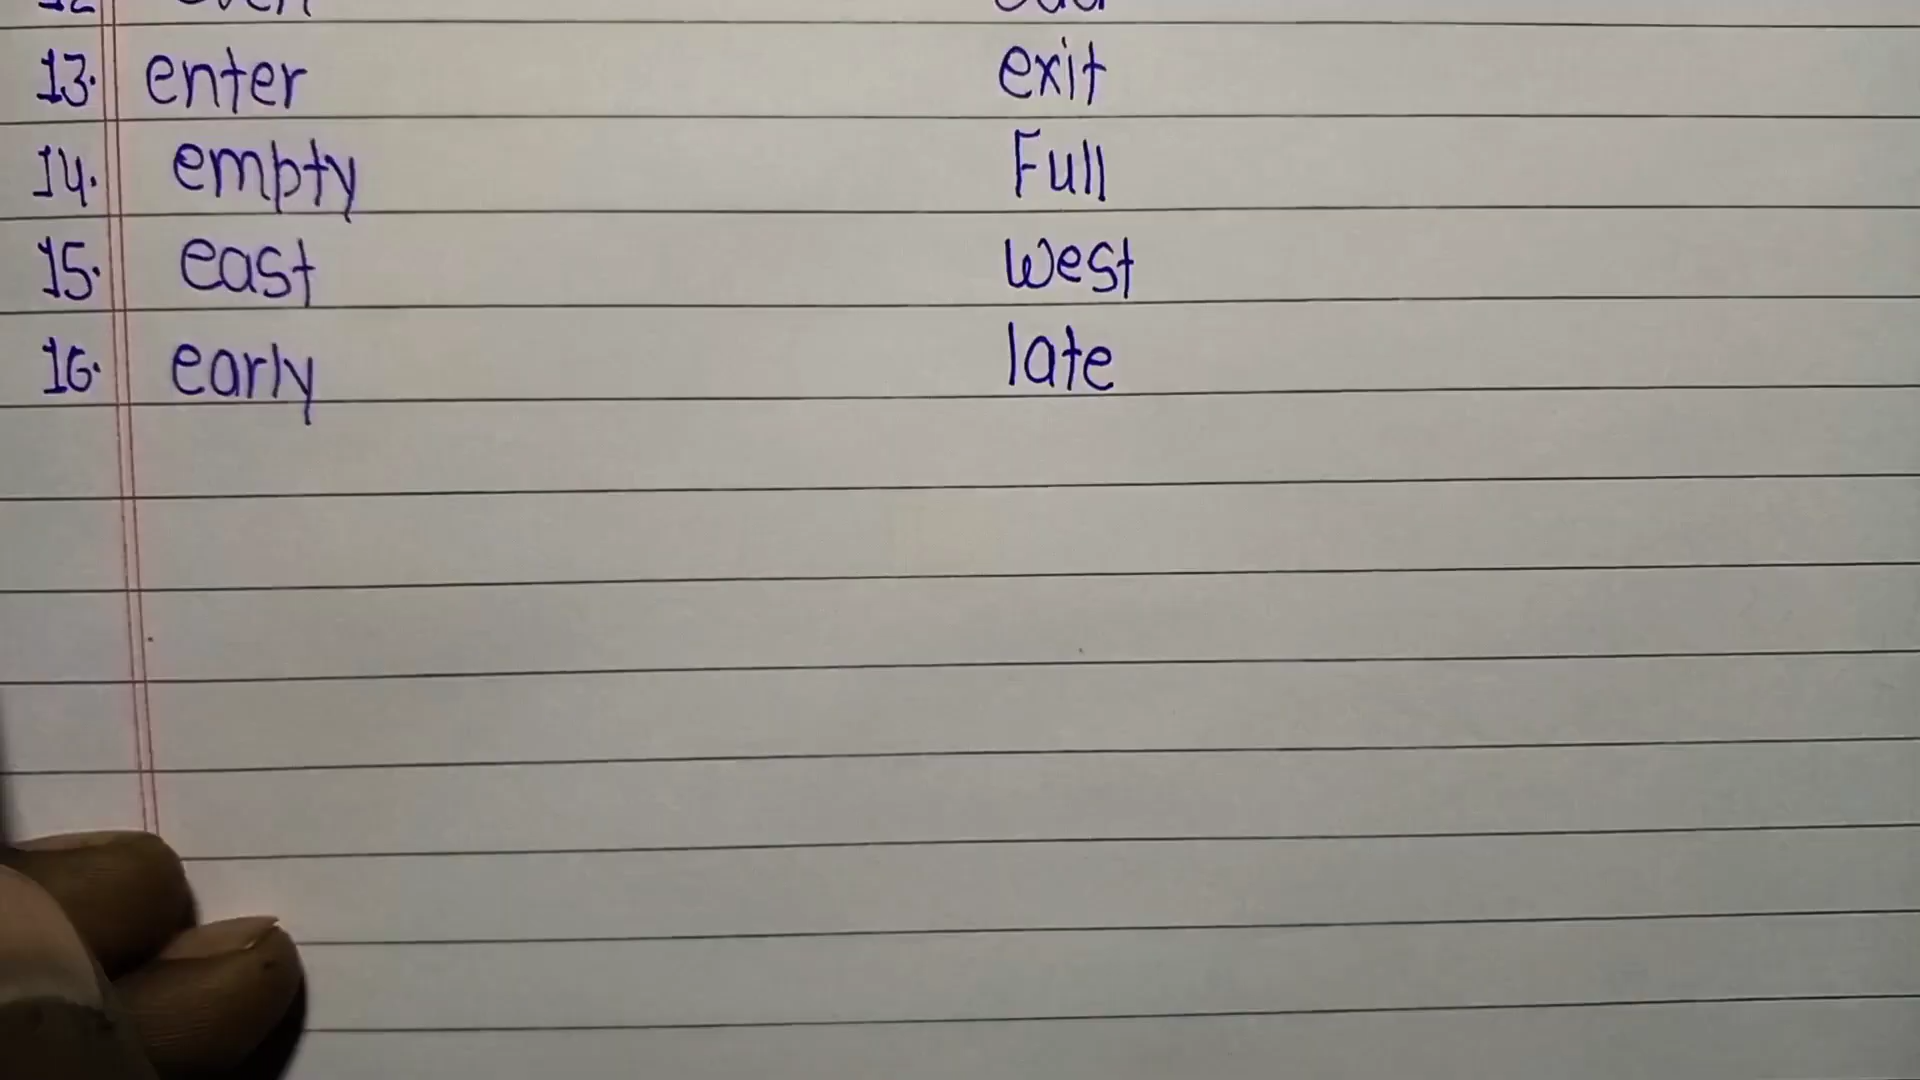 13. enter exit
14. empty Full
15. east west
16. early late